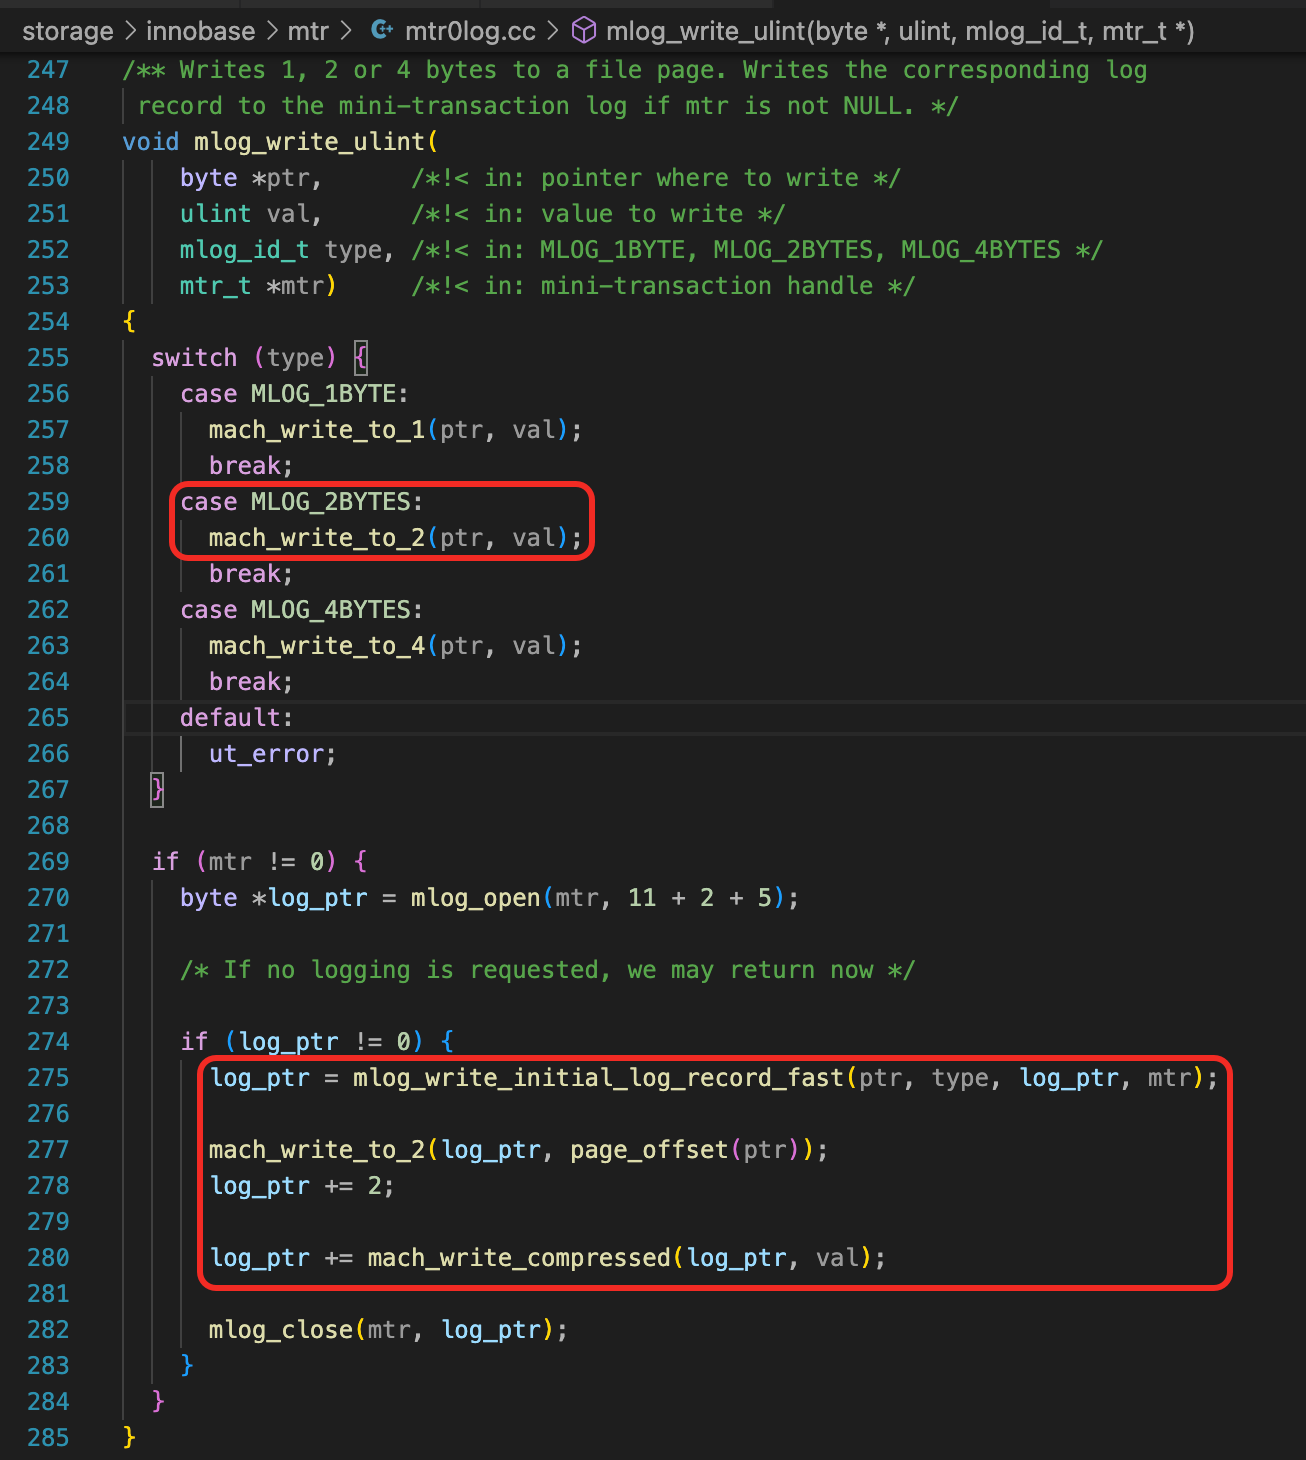 storage > innobase > mtr > mtr0log.cc > mlog_write_ulint(byte *, ulint, mlog_id_t, mtr_t *)
247 /** Writes 1, 2 or 4 bytes to a file page. Writes the corresponding log
248  record to the mini-transaction log if mtr is not NULL. */
249 void mlog_write_ulint(
250     byte *ptr,      /*!< in: pointer where to write */
251     ulint val,      /*!< in: value to write */
252     mlog_id_t type, /*!< in: MLOG_1BYTE, MLOG_2BYTES, MLOG_4BYTES */
253     mtr_t *mtr)     /*!< in: mini-transaction handle */
254 {
255   switch (type) {
256     case MLOG_1BYTE:
257       mach_write_to_1(ptr, val);
258       break;
259     case MLOG_2BYTES:
260       mach_write_to_2(ptr, val);
261       break;
262     case MLOG_4BYTES:
263       mach_write_to_4(ptr, val);
264       break;
265     default:
266       ut_error;
267   }
268
269   if (mtr != 0) {
270     byte *log_ptr = mlog_open(mtr, 11 + 2 + 5);
271
272     /* If no logging is requested, we may return now */
273
274     if (log_ptr != 0) {
275       log_ptr = mlog_write_initial_log_record_fast(ptr, type, log_ptr, mtr);
276
277       mach_write_to_2(log_ptr, page_offset(ptr));
278       log_ptr += 2;
279
280       log_ptr += mach_write_compressed(log_ptr, val);
281
282       mlog_close(mtr, log_ptr);
283     }
284   }
285 }